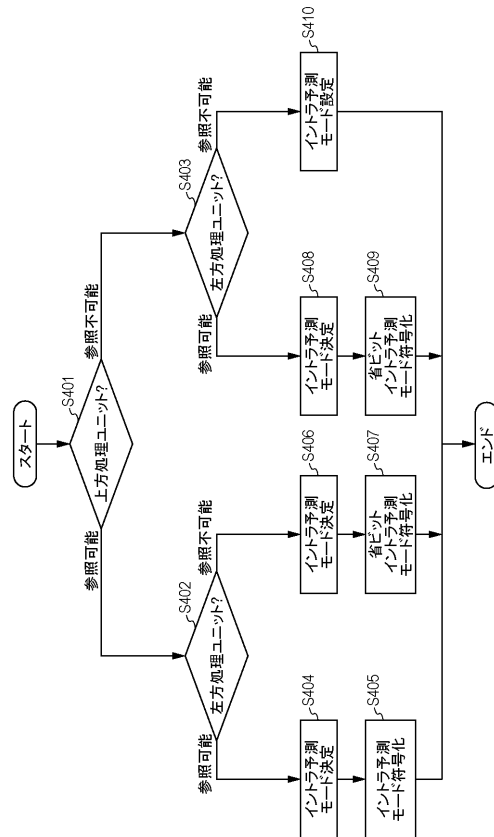 スタート
S401
上方処理ユニット?
参照可能
参照不可能
S402
左方処理ユニット?
参照可能
参照不可能
S403
左方処理ユニット?
参照可能
参照不可能
S404
イントラ予測
モード決定
S405
イントラ予測
モード符号化
S406
イントラ予測
モード決定
S407
省ビット
イントラ予測
モード符号化
S408
イントラ予測
モード決定
S409
省ビット
イントラ予測
モード符号化
S410
イントラ予測
モード設定
エンド